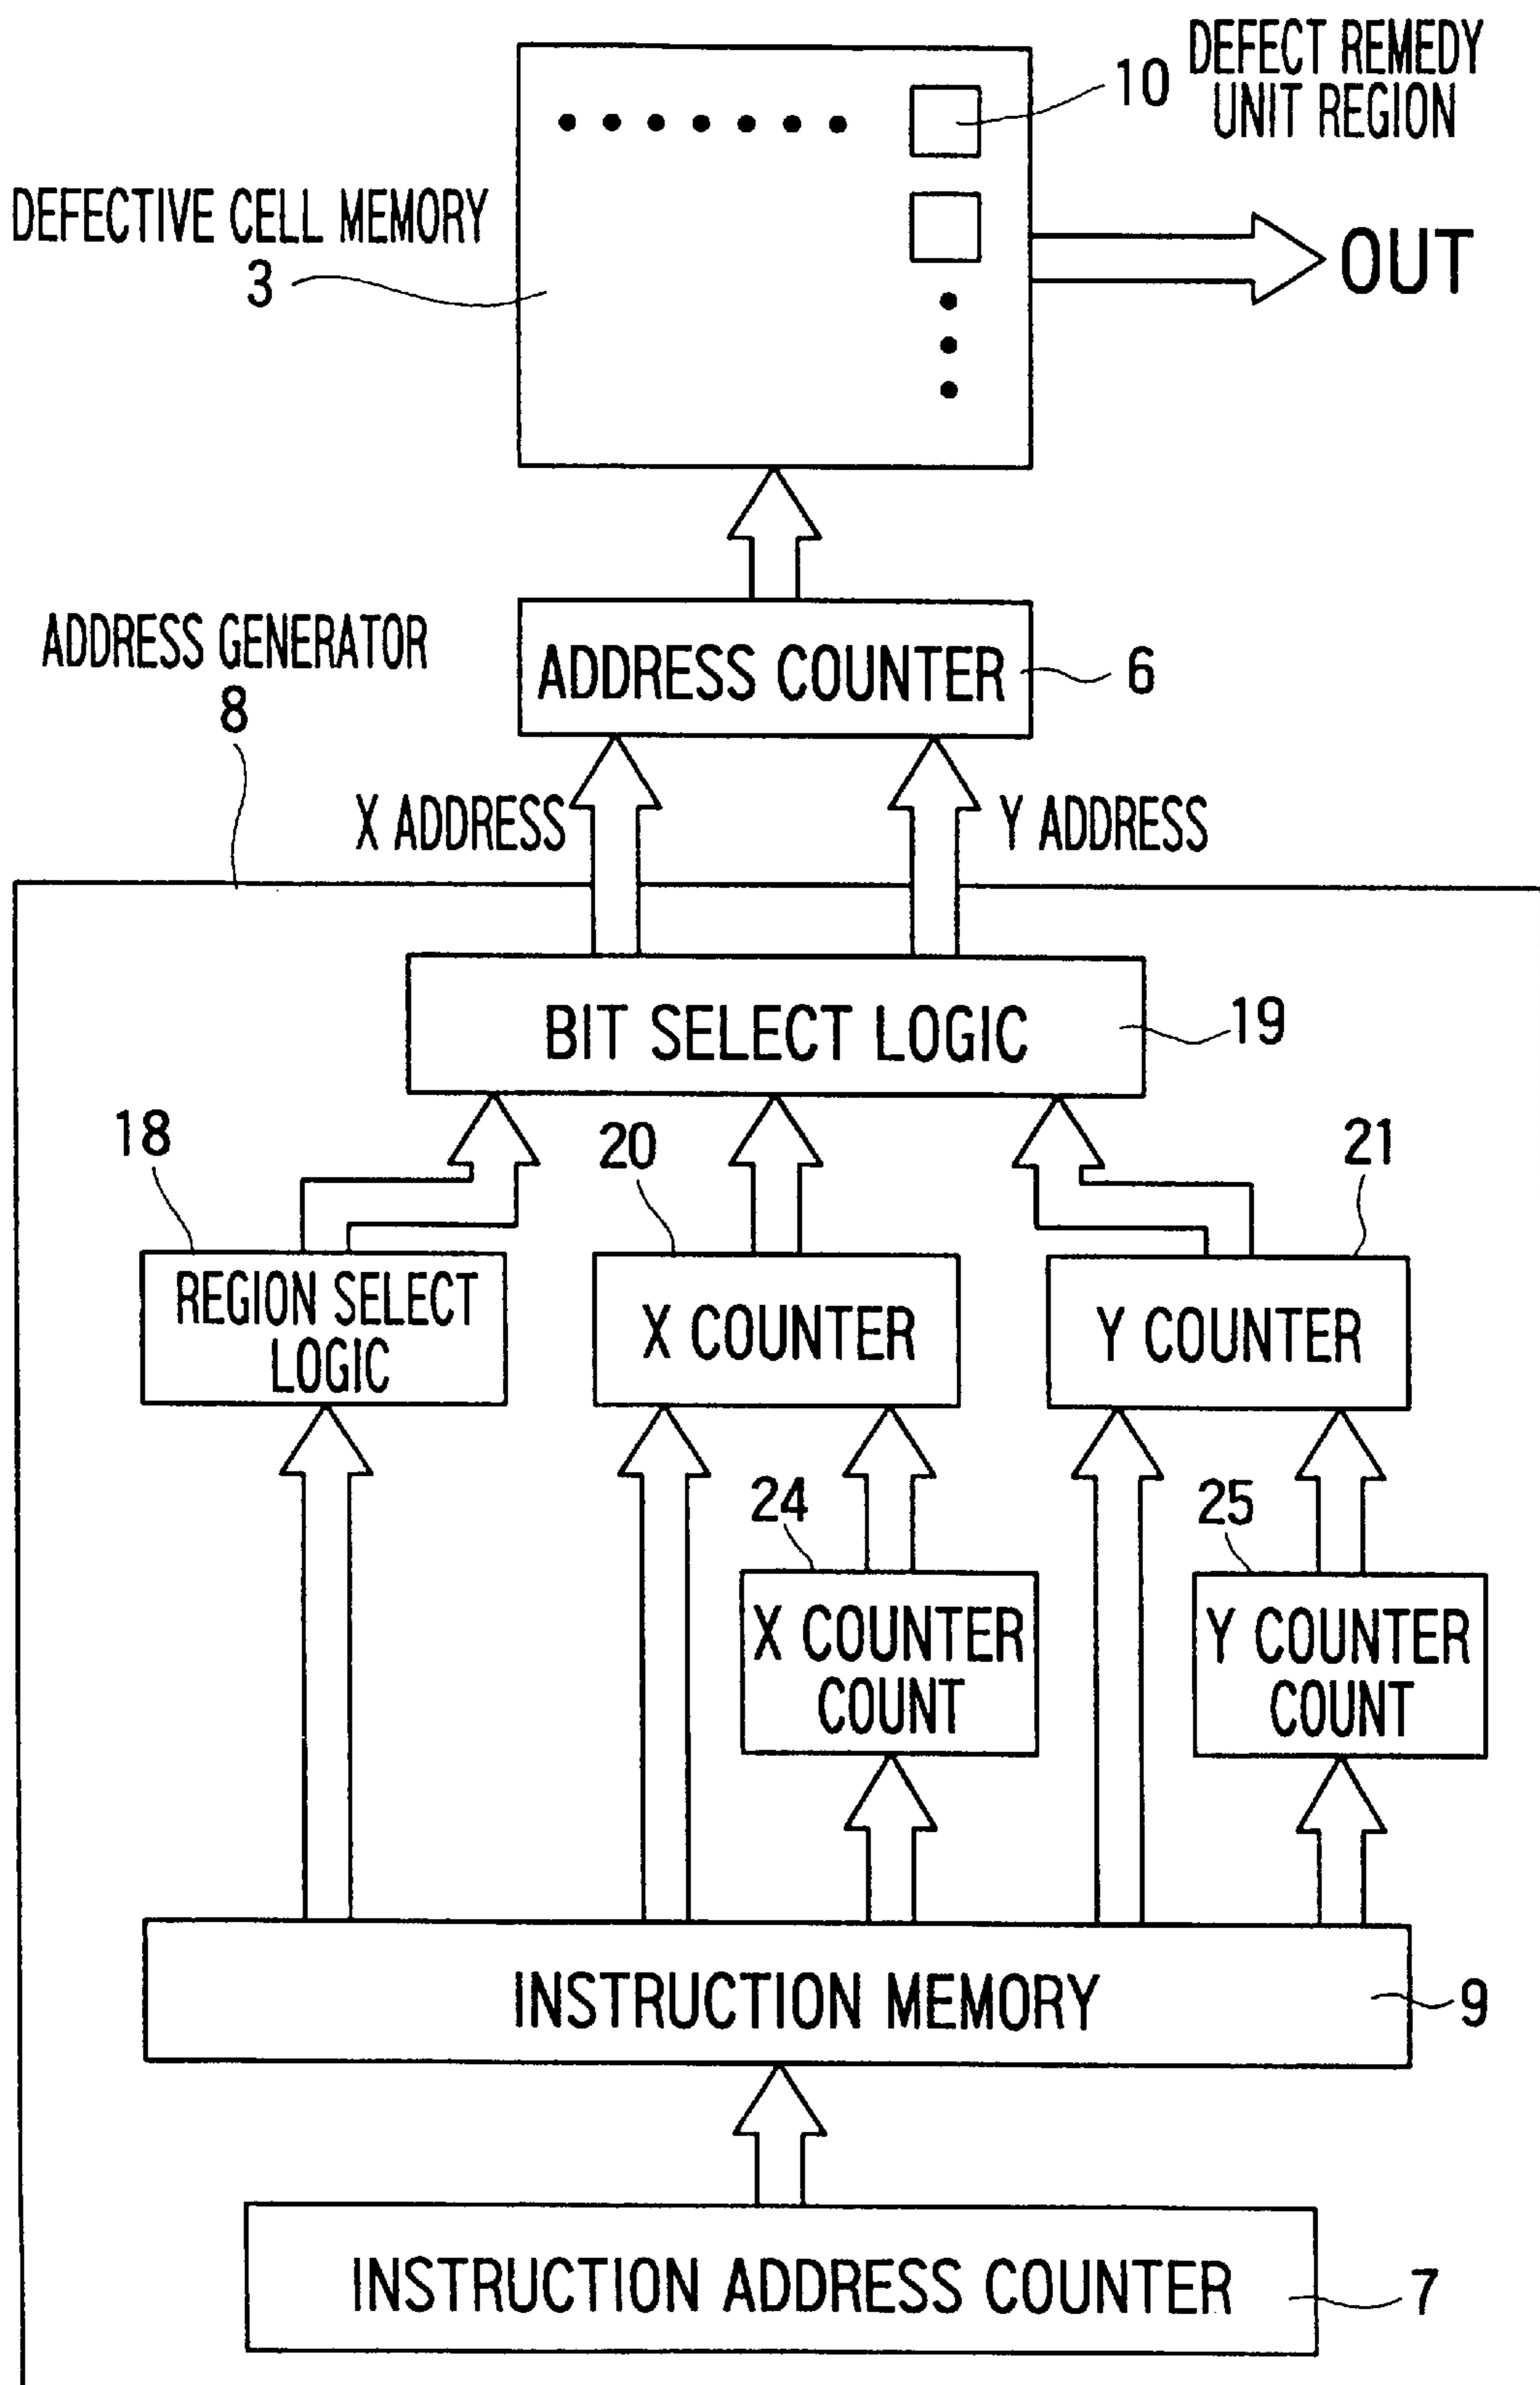 DEFECT REMEDY
10
UNIT REGION
DEFECTIVE CELL MEMORY
3
OUT
ADDRESS GENERATOR
8
ADDRESS COUNTER
6
X ADDRESS
Y ADDRESS
BIT SELECT LOGIC
19
18
20
21
REGION SELECT
LOGIC
X COUNTER
Y COUNTER
24
25
X COUNTER
COUNT
Y COUNTER
COUNT
INSTRUCTION MEMORY
9
INSTRUCTION ADDRESS COUNTER
7